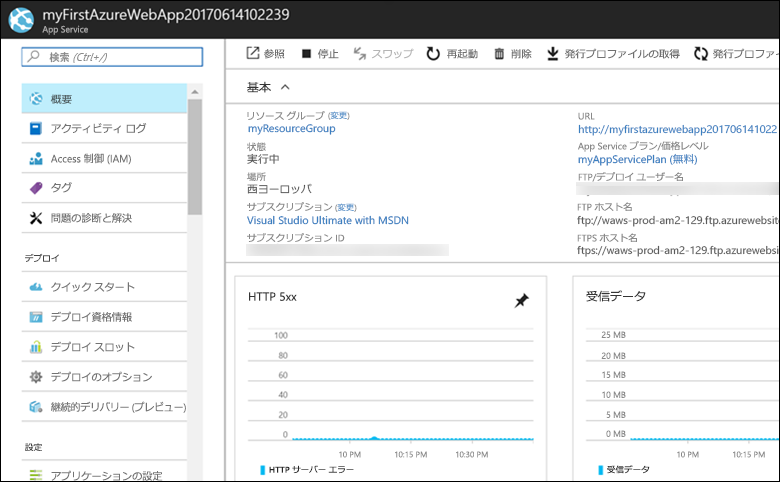 myFirstAzureWebApp20170614102239
App Service
検索 (Ctrl+/)
概要
アクティビティ ログ
Access 制御 (IAM)
タグ
問題の診断と解決
デプロイ
クイック スタート
デプロイ資格情報
デプロイ スロット
デプロイのオプション
継続的デリバリー (プレビュー)
設定
アプリケーションの設定
参照 停止 スワップ 再起動 削除 発行プロファイルの取得 発行プロファイ
基本
リソース グループ (変更)
myResourceGroup
状態
実行中
場所
西ヨーロッパ
サブスクリプション (変更)
Visual Studio Ultimate with MSDN
サブスクリプション ID
URL
http://myfirstazurewebapp201706141022
App Service プラン/価格レベル
myAppServicePlan (無料)
FTP/デプロイ ユーザー名
FTP ホスト名
ftp://waws-prod-am2-129.ftp.azurewebsit
FTPS ホスト名
ftps://waws-prod-am2-129.ftp.azurewebsi
HTTP 5xx
100
80
60
40
20
0
10 PM 10:15 PM 10:30 PM
HTTP サーバー エラー
受信データ
25 MB
20 MB
15 MB
10 MB
5 MB
0 MB
10 PM 10:15 PM
受信データ